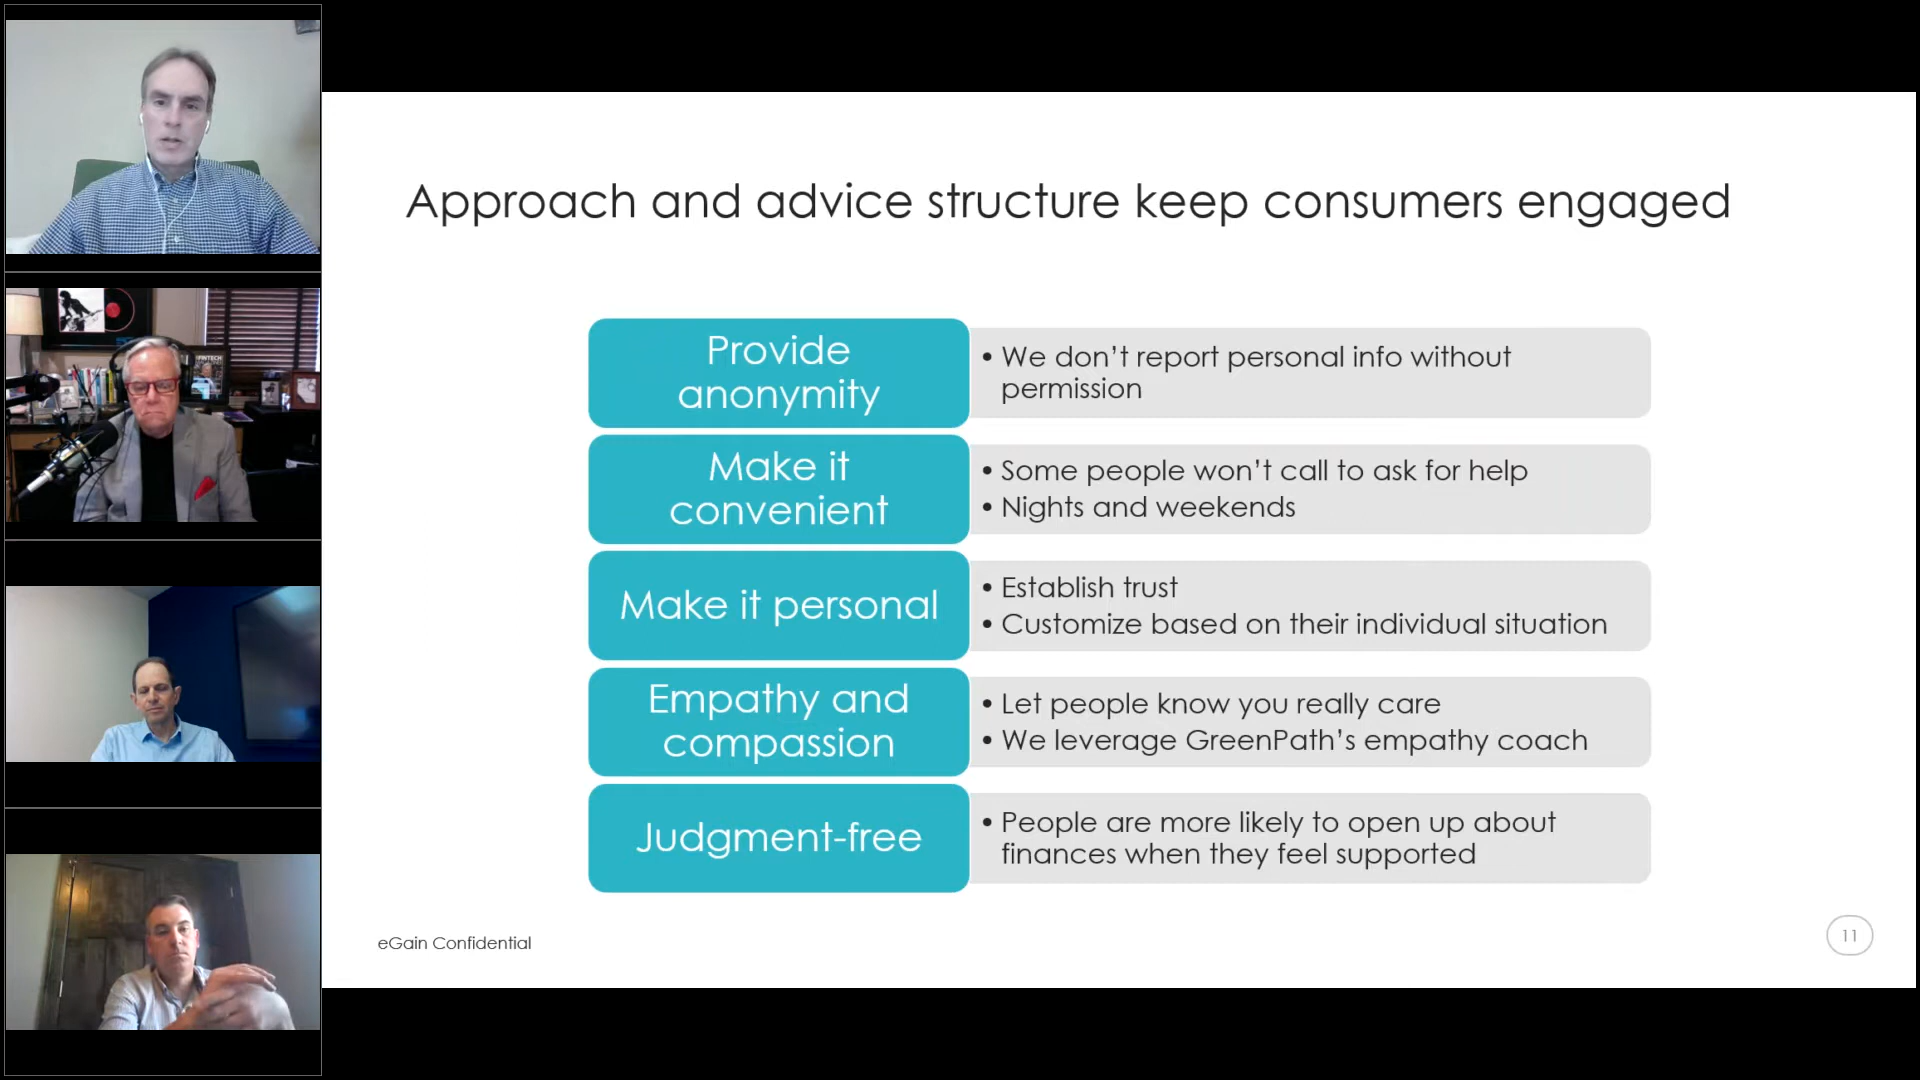 Approach and advice structure keep consumers engaged
Provide
anonymity
• We don’t report personal info without
permission
Make it
convenient
• Some people won’t call to ask for help
• Nights and weekends
Make it personal
• Establish trust
• Customize based on their individual situation
Empathy and
compassion
• Let people know you really care
• We leverage GreenPath’s empathy coach
Judgment-free
• People are more likely to open up about
finances when they feel supported
eGain Confidential
11
FINTECH